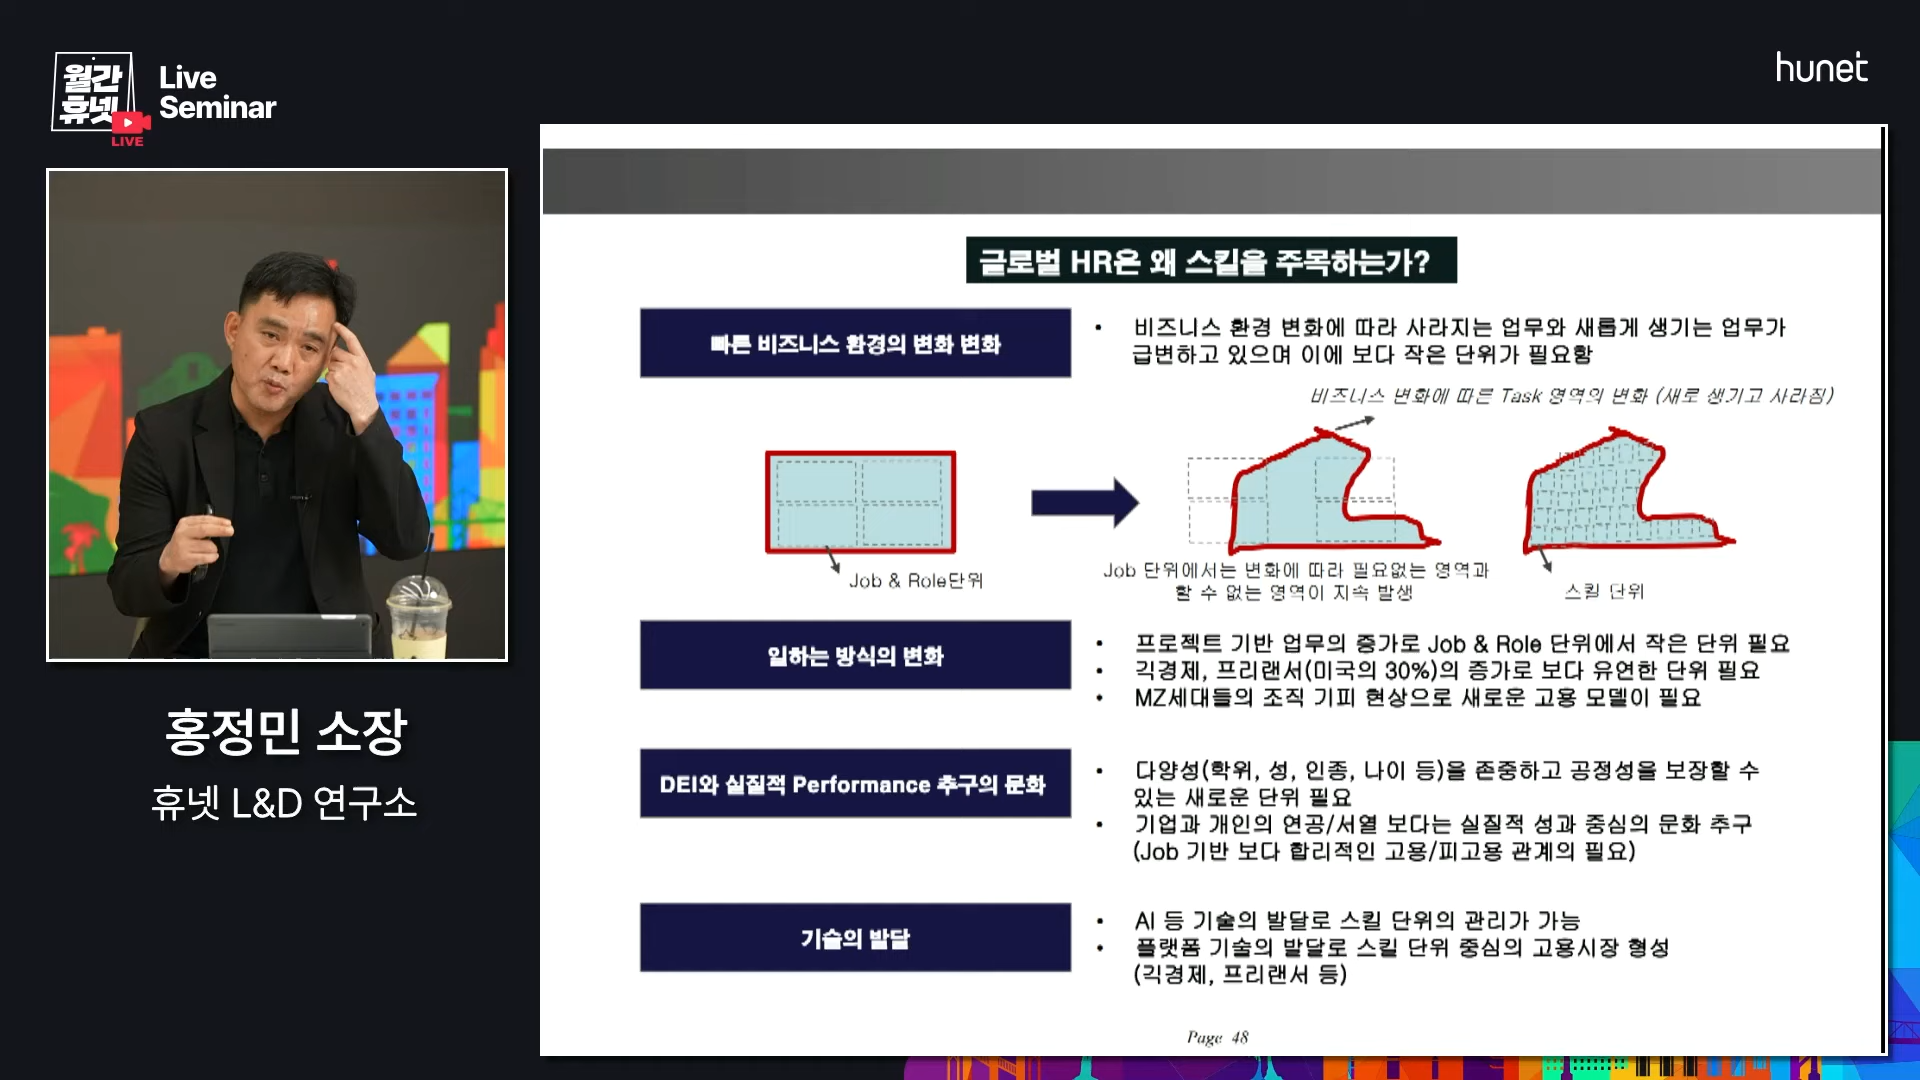 월간
휴넷
LIVE
Live
Seminar
hunet
홍정민 소장
휴넷 L&D 연구소
글로벌 HR은 왜 스킬을 주목하는가?
빠른 비즈니스 환경의 변화 변화
• 비즈니스 환경 변화에 따라 사라지는 업무와 새롭게 생기는 업무가
급변하고 있으며 이에 보다 작은 단위가 필요함
비즈니스 변화에 따른 Task 영역의 변화 (새로 생기고 사라짐)
Job & Role단위
Job 단위에서는 변화에 따라 필요없는 영역과
할 수 없는 영역이 지속 발생
스킬 단위
일하는 방식의 변화
• 프로젝트 기반 업무의 증가로 Job & Role 단위에서 작은 단위 필요
• 긱경제, 프리랜서(미국의 30%)의 증가로 보다 유연한 단위 필요
• MZ세대들의 조직 기피 현상으로 새로운 고용 모델이 필요
DEI와 실질적 Performance 추구의 문화
• 다양성(학위, 성, 인종, 나이 등)을 존중하고 공정성을 보장할 수
있는 새로운 단위 필요
• 기업과 개인의 연공/서열 보다는 실질적 성과 중심의 문화 추구
(Job 기반 보다 합리적인 고용/피고용 관계의 필요)
기술의 발달
• AI 등 기술의 발달로 스킬 단위의 관리가 가능
• 플랫폼 기술의 발달로 스킬 단위 중심의 고용시장 형성
(긱경제, 프리랜서 등)
Page 48